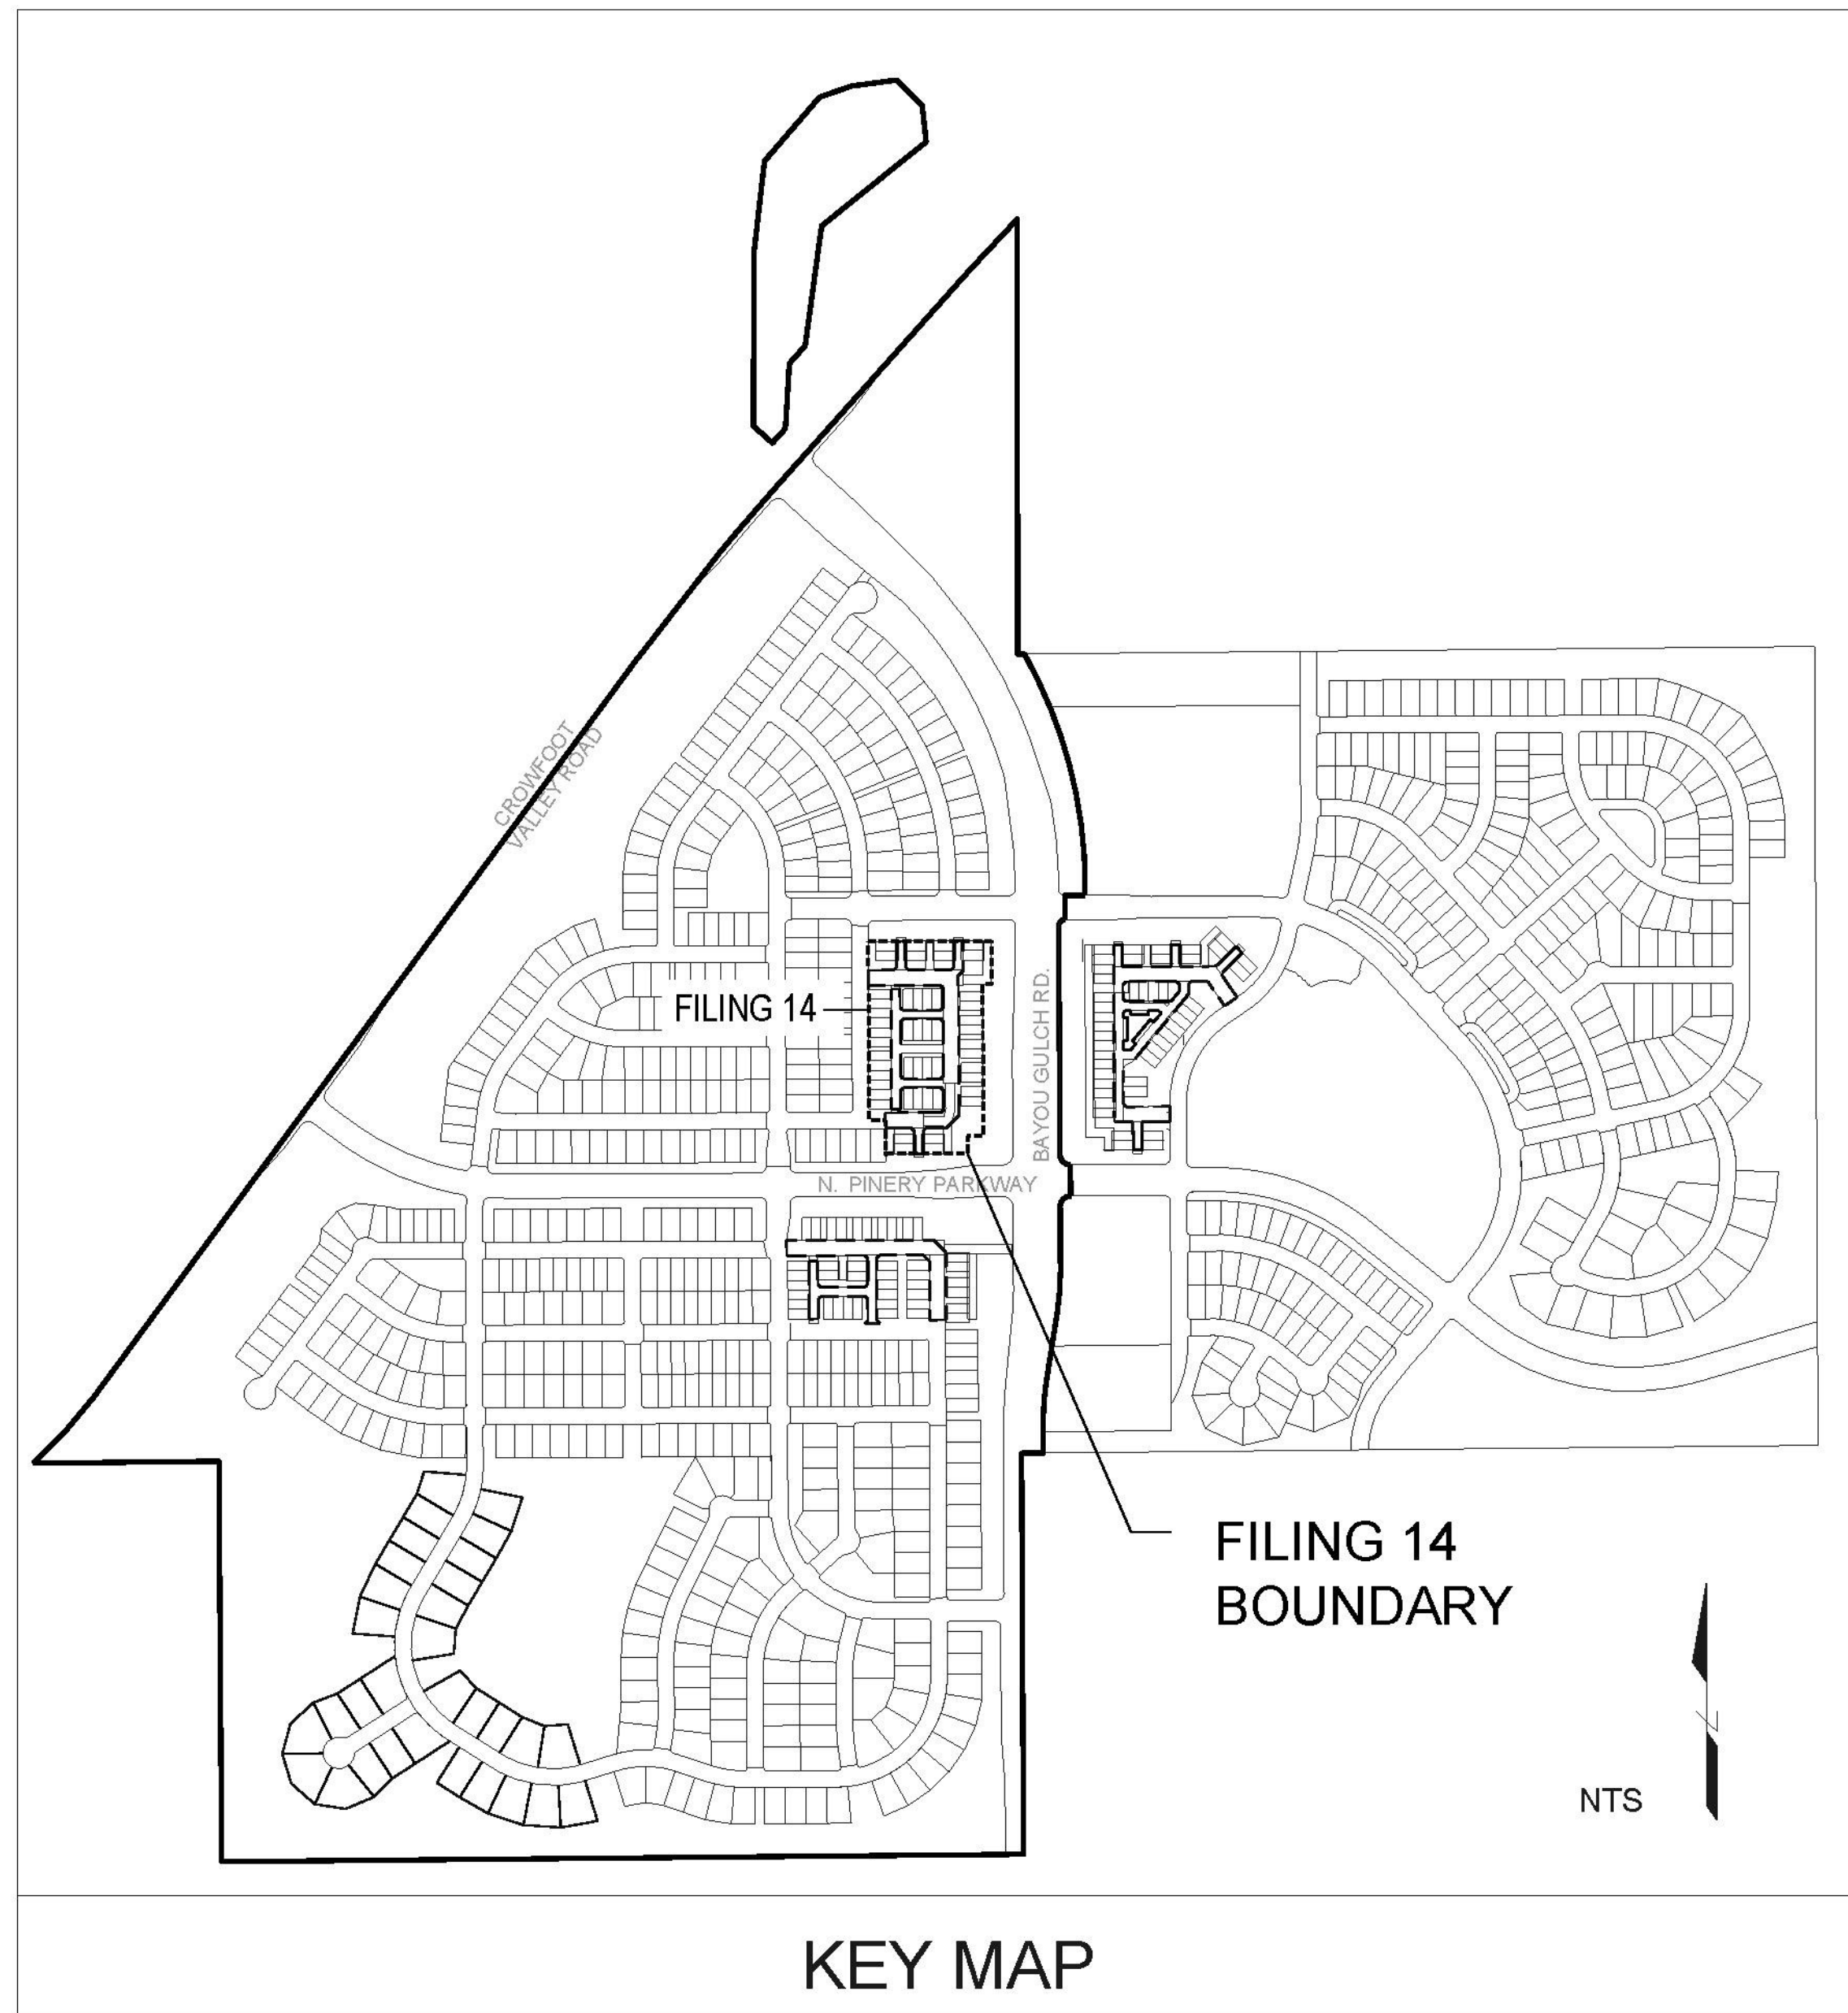 CROWFOOT
VALLEY ROAD
FILING 14
BAYOU GULCH RD.
N. PINERY PARKWAY
FILING 14
BOUNDARY
NTS
KEY MAP